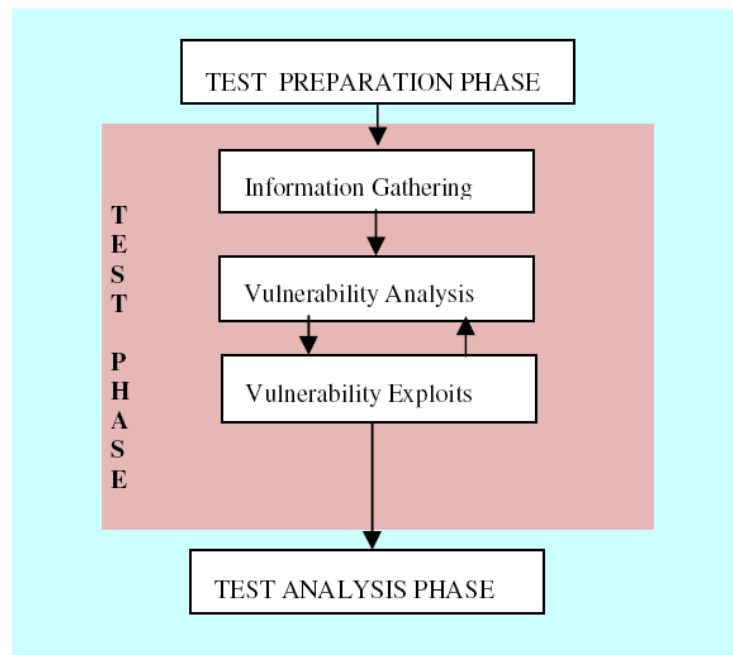 TEST PREPARATION PHASE
Information Gathering
TEST PHASE
Vulnerability Analysis
Vulnerability Exploits
TEST ANALYSIS PHASE